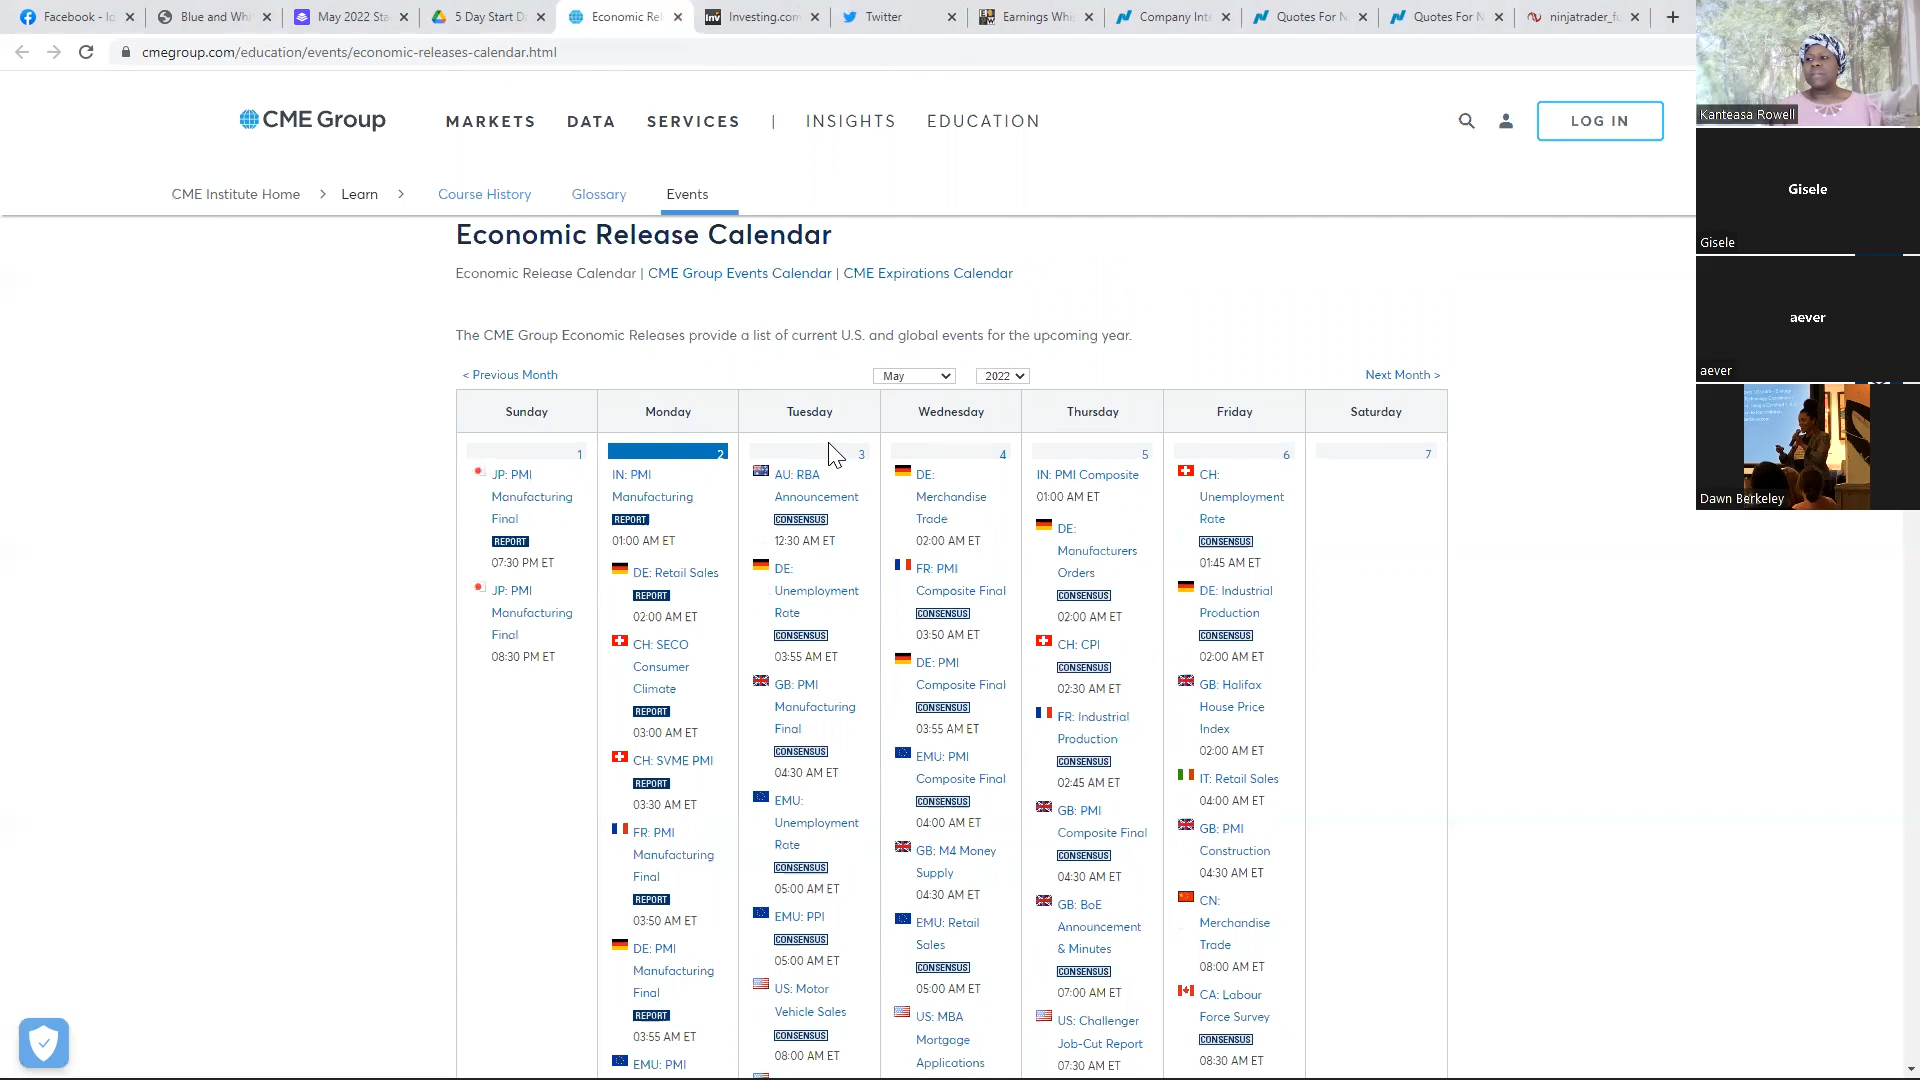 Facebook - lo
Blue and Whi
May 2022 Sta
5 Day Start D
Economic Rel
Investing.com
Twitter
Earnings Whi
Company Inte
Quotes For N
Quotes For N
ninjatrader_fu
cmegroup.com/education/events/economic-releases-calendar.html
CME Group
MARKETS
DATA
SERVICES
|
INSIGHTS
EDUCATION
LOG IN
CME Institute Home > Learn >
Course History
Glossary
Events
Economic Release Calendar
Economic Release Calendar | CME Group Events Calendar | CME Expirations Calendar
The CME Group Economic Releases provide a list of current U.S. and global events for the upcoming year.
< Previous Month
May
2022
Next Month >
Sunday
Monday
Tuesday
Wednesday
Thursday
Friday
Saturday
1
JP: PMI
Manufacturing
Final
REPORT
07:30 PM ET
JP: PMI
Manufacturing
Final
08:30 PM ET
2
IN: PMI
Manufacturing
REPORT
01:00 AM ET
DE: Retail Sales
REPORT
02:00 AM ET
CH: SECO
Consumer
Climate
REPORT
03:00 AM ET
CH: SVME PMI
REPORT
03:30 AM ET
FR: PMI
Manufacturing
Final
REPORT
03:50 AM ET
DE: PMI
Manufacturing
Final
REPORT
03:55 AM ET
EMU: PMI
3
AU: RBA
Announcement
CONSENSUS
12:30 AM ET
DE:
Unemployment
Rate
CONSENSUS
03:55 AM ET
GB: PMI
Manufacturing
Final
CONSENSUS
04:30 AM ET
EMU:
Unemployment
Rate
CONSENSUS
05:00 AM ET
EMU: PPI
CONSENSUS
05:00 AM ET
US: Motor
Vehicle Sales
CONSENSUS
08:00 AM ET
4
DE:
Merchandise
Trade
02:00 AM ET
FR: PMI
Composite Final
CONSENSUS
03:50 AM ET
DE: PMI
Composite Final
CONSENSUS
03:55 AM ET
EMU: PMI
Composite Final
CONSENSUS
04:00 AM ET
GB: M4 Money
Supply
04:30 AM ET
EMU: Retail
Sales
CONSENSUS
05:00 AM ET
US: MBA
Mortgage
Applications
5
IN: PMI Composite
01:00 AM ET
DE:
Manufacturers
Orders
CONSENSUS
02:00 AM ET
CH: CPI
CONSENSUS
02:30 AM ET
FR: Industrial
Production
CONSENSUS
02:45 AM ET
GB: PMI
Composite Final
CONSENSUS
04:30 AM ET
GB: BoE
Announcement
& Minutes
CONSENSUS
07:00 AM ET
US: Challenger
Job-Cut Report
07:30 AM ET
6
CH:
Unemployment
Rate
CONSENSUS
01:45 AM ET
DE: Industrial
Production
CONSENSUS
02:00 AM ET
GB: Halifax
House Price
Index
02:00 AM ET
IT: Retail Sales
04:00 AM ET
GB: PMI
Construction
04:30 AM ET
CN:
Merchandise
Trade
08:00 AM ET
CA: Labour
Force Survey
CONSENSUS
08:30 AM ET
7
Kanteasa Rowell
Gisele
Gisele
aever
aever
Dawn Berkeley